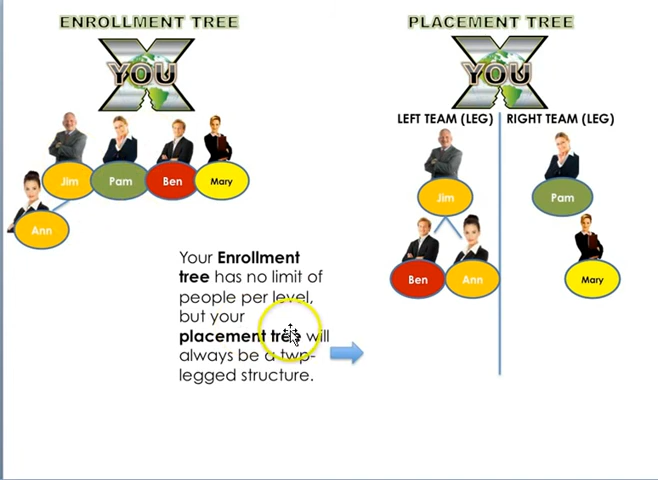 ENROLLMENT TREE
YOU
Jim
Pam
Ben
Mary
Ann
Your Enrollment
tree has no limit of
people per level,
but your
placement tree will
always be a twp-
legged structure.
PLACEMENT TREE
YOU
LEFT TEAM (LEG)
RIGHT TEAM (LEG)
Jim
Pam
Ben
Ann
Mary